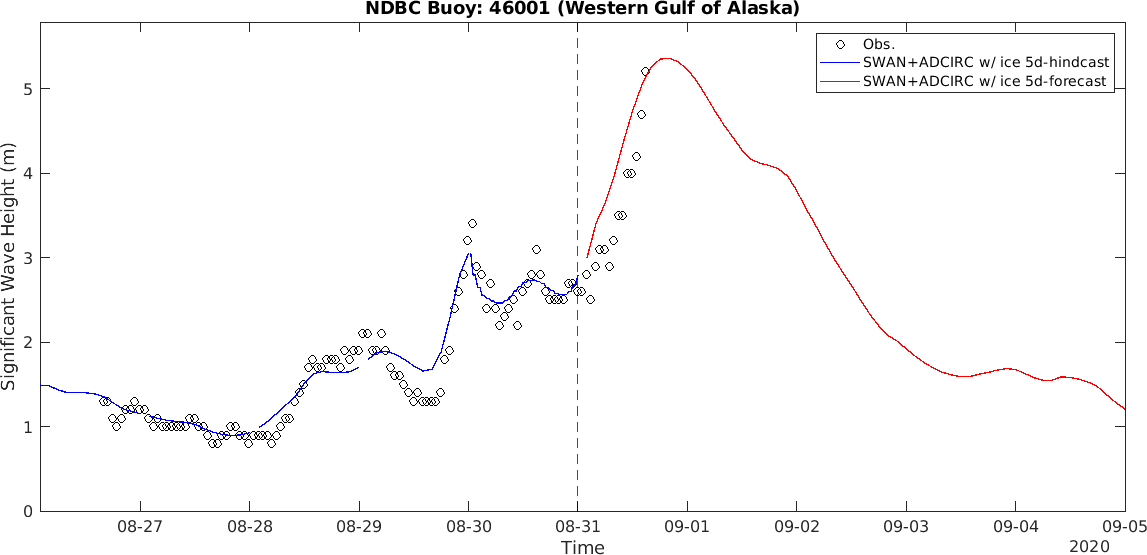 NDBC Buoy: 46001 (Western Gulf of Alaska)
Obs.
SWAN+ADCIRC w/ ice 5d-hindcast
SWAN+ADCIRC w/ ice 5d-forecast
Significant Wave Height (m)
5
4
3
2
1
0
08-27 08-28 08-29 08-30 08-31 09-01 09-02 09-03 09-04 09-05
Time
2020